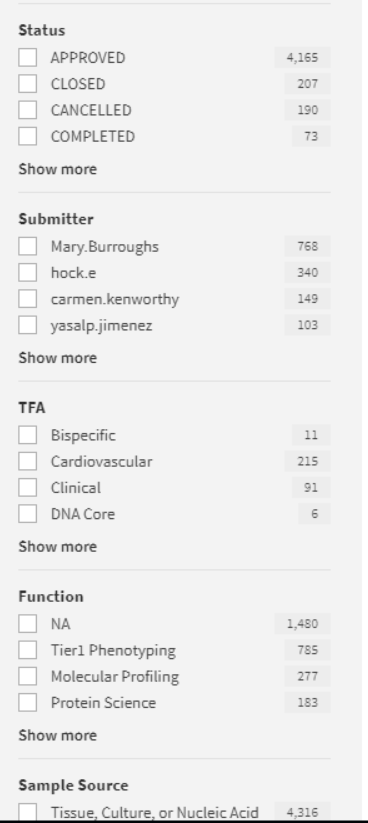 Status
APPROVED 4,165
CLOSED 207
CANCELLED 190
COMPLETED 73
Show more
Submitter
Mary.Burroughs 768
hock.e 340
carmen.kenworthy 149
yasalp.jimenez 103
Show more
TFA
Bispecific 11
Cardiovascular 215
Clinical 91
DNA Core 6
Show more
Function
NA 1,480
Tier1 Phenotyping 785
Molecular Profiling 277
Protein Science 183
Show more
Sample Source
Tissue, Culture, or Nucleic Acid 4,316